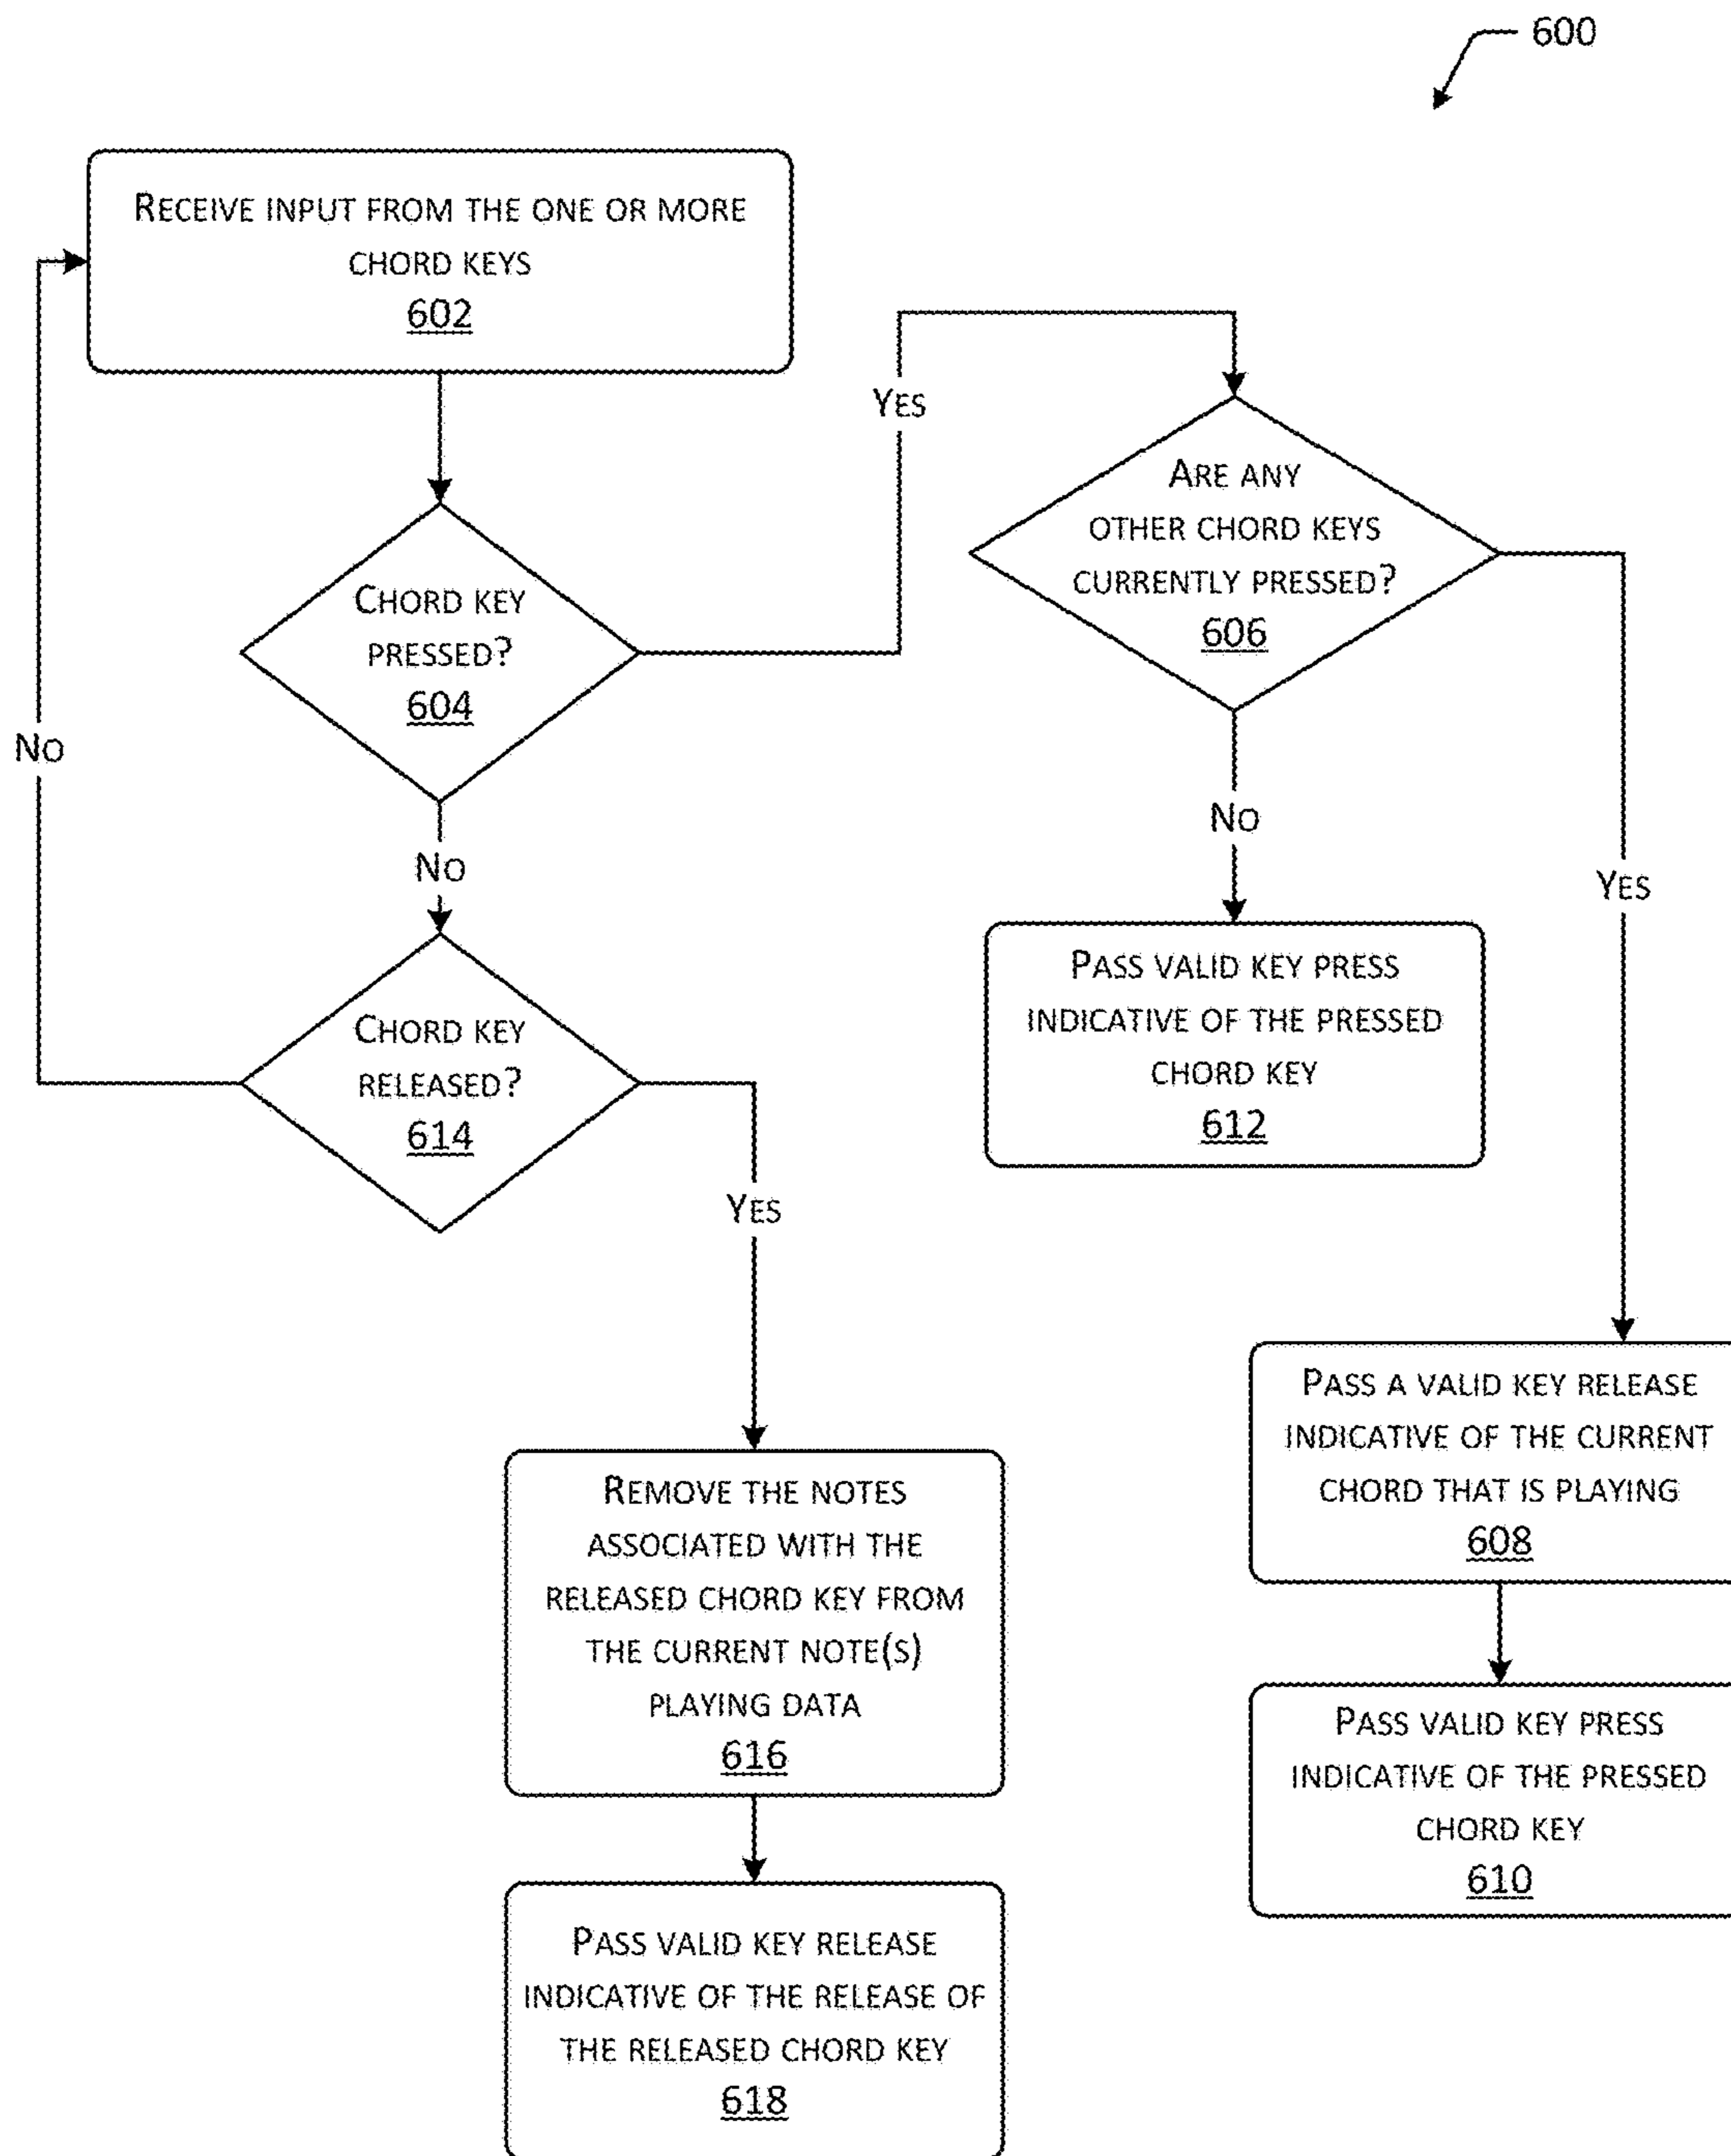 600
RECEIVE INPUT FROM THE ONE OR MORE
CHORD KEYS
602
YES
ARE ANY
OTHER CHORD KEYS
CURRENTLY PRESSED?
606
CHORD KEY
PRESSED?
604
NO
NO
NO
YES
PASS VALID KEY PRESS
INDICATIVE OF THE PRESSED
CHORD KEY
612
CHORD KEY
RELEASED?
614
YES
PASS A VALID KEY RELEASE
INDICATIVE OF THE CURRENT
CHORD THAT IS PLAYING
608
REMOVE THE NOTES
ASSOCIATED WITH THE
RELEASED CHORD KEY FROM
THE CURRENT NOTE(S)
PLAYING DATA
616
PASS VALID KEY PRESS
INDICATIVE OF THE PRESSED
CHORD KEY
610
PASS VALID KEY RELEASE
INDICATIVE OF THE RELEASE OF
THE RELEASED CHORD KEY
618